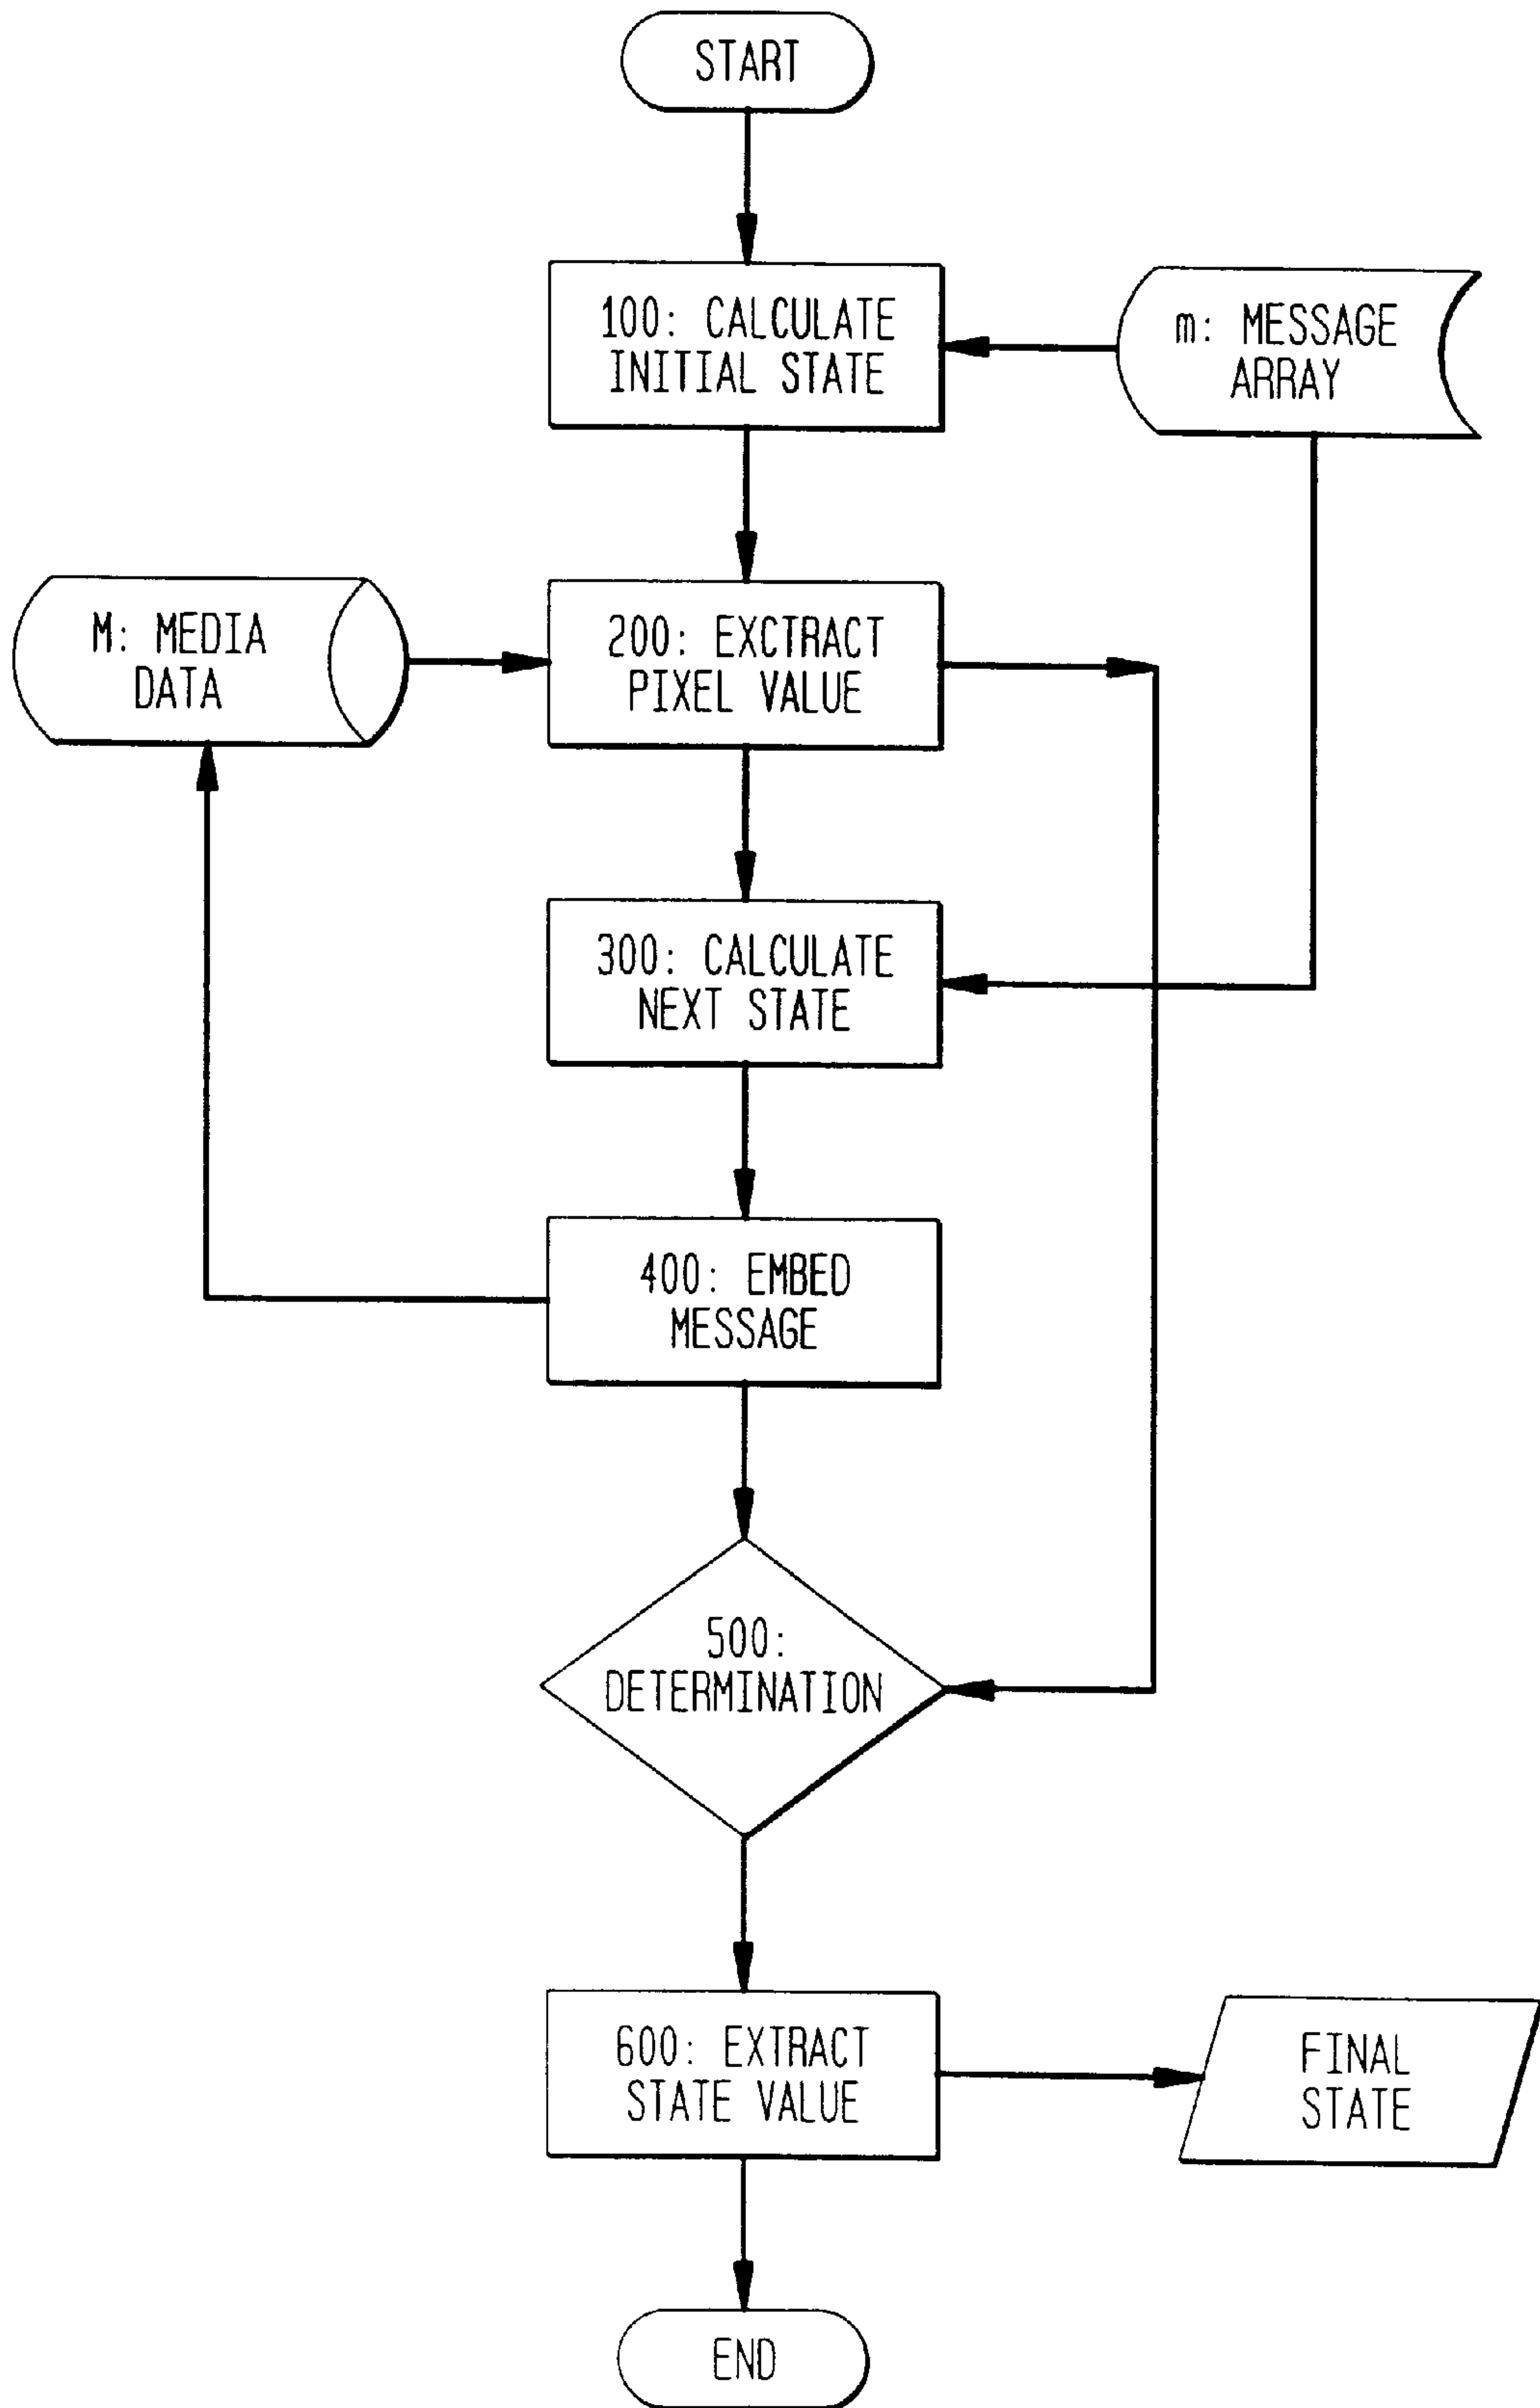 START
100: CALCULATE
INITIAL STATE
m: MESSAGE
ARRAY
M: MEDIA
DATA
200: EXCTRACT
PIXEL VALUE
300: CALCULATE
NEXT STATE
400: EMBED
MESSAGE
500:
DETERMINATION
600: EXTRACT
STATE VALUE
FINAL
STATE
END